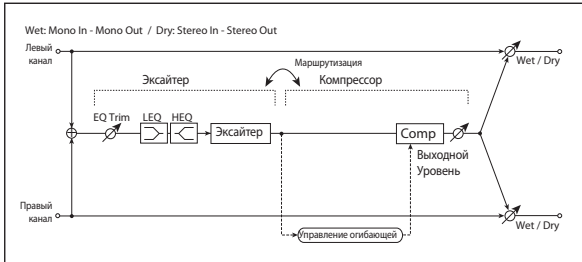 Wet: Mono In - Mono Out / Dry: Stereo In - Stereo Out
Левый
канал
Wet / Dry
Маршрутизация
Эксайтер
Компрессор
EQ Trim
LEQ
HEQ
Эксайтер
Comp
Выходной
Уровень
Правый
канал
Управление огибающей
Wet / Dry